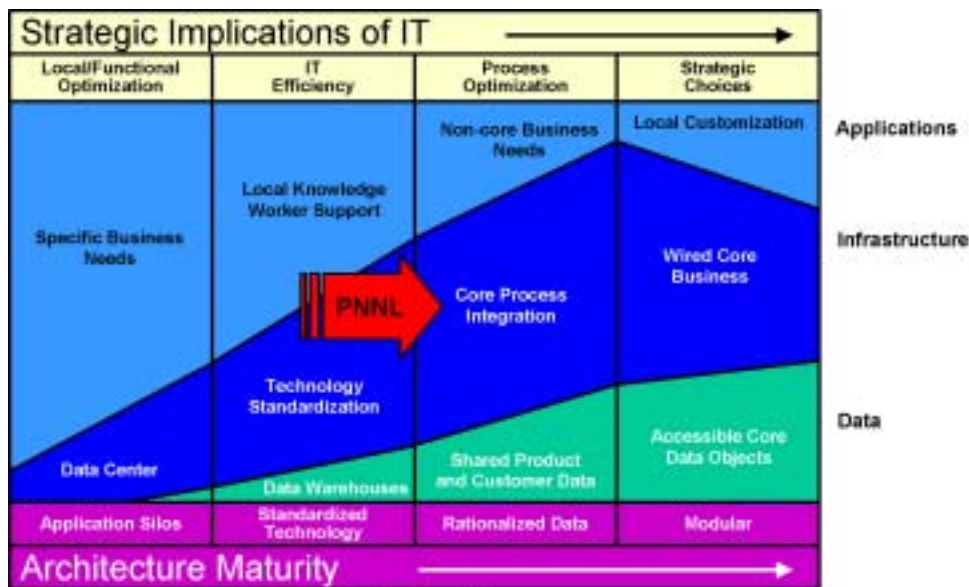 Strategic Implications of IT
Local/Functional
Optimization
IT
Efficiency
Process
Optimization
Strategic
Choices
Specific Business
Needs
Local Knowledge
Worker Support
Non-core Business
Needs
Local Customization
Applications
Infrastructure
PNNL
Core Process
Integration
Wired Core
Business
Data Center
Technology
Standardization
Data Warehouses
Shared Product
and Customer Data
Accessible Core
Data Objects
Data
Application Silos
Standardized
Technology
Rationalized Data
Modular
Architecture Maturity